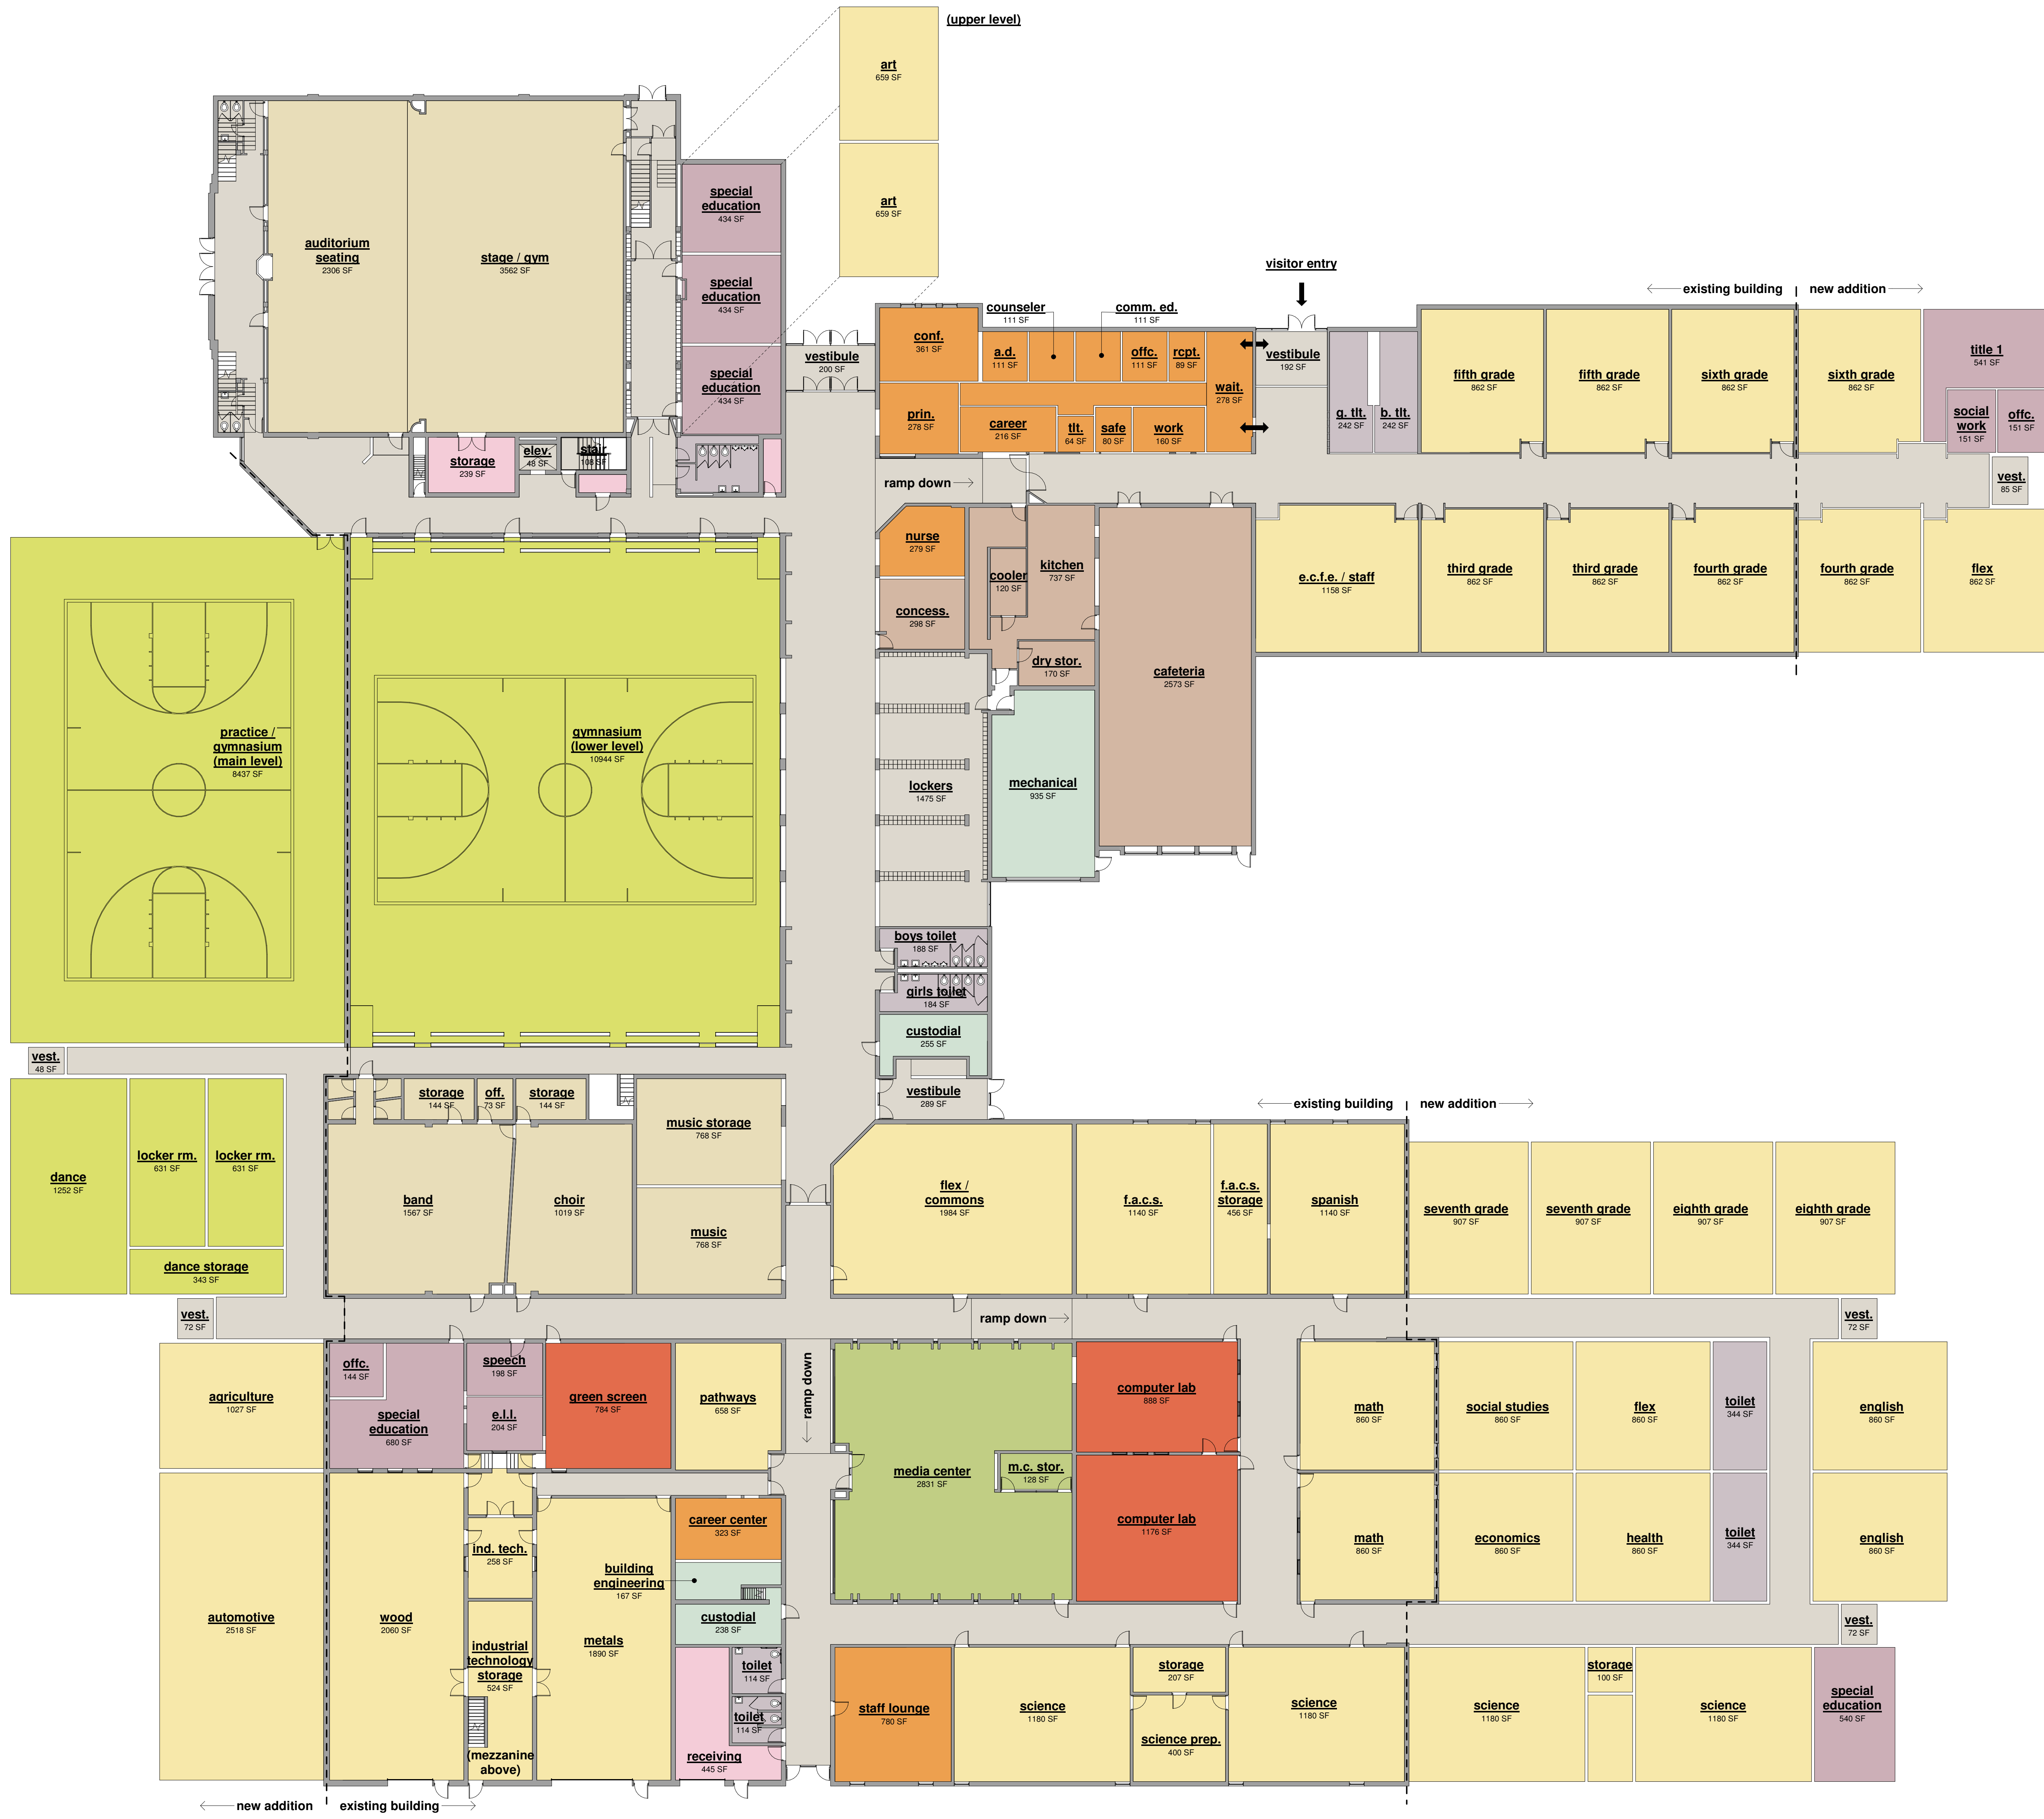 (upper level)
art
659 SF
art
659 SF
special
education
434 SF
special
education
434 SF
special
education
434 SF
auditorium
seating
2306 SF
stage / gym
3562 SF
storage
239 SF
elev.
48 SF
stair
108 SF
vestibule
200 SF
visitor entry
counseler
111 SF
comm. ed.
111 SF
conf.
361 SF
a.d.
111 SF
offc.
111 SF
rcpt.
89 SF
wait.
278 SF
prin.
278 SF
career
216 SF
tlt.
64 SF
safe
80 SF
work
160 SF
vestibule
192 SF
g. tlt.
242 SF
b. tlt.
242 SF
existing building
new addition
fifth grade
862 SF
fifth grade
862 SF
sixth grade
862 SF
sixth grade
862 SF
title 1
541 SF
social
work
151 SF
offc.
151 SF
vest.
85 SF
ramp down
nurse
279 SF
concess.
298 SF
cooler
120 SF
kitchen
737 SF
dry stor.
170 SF
cafeteria
2573 SF
e.c.f.e. / staff
1158 SF
third grade
862 SF
third grade
862 SF
fourth grade
862 SF
fourth grade
862 SF
flex
862 SF
practice /
gymnasium
(main level)
8437 SF
gymnasium
(lower level)
10944 SF
lockers
1475 SF
mechanical
935 SF
boys toilet
188 SF
girls toilet
184 SF
custodial
255 SF
vestibule
289 SF
vest.
48 SF
dance
1252 SF
locker rm.
631 SF
locker rm.
631 SF
dance storage
343 SF
storage
144 SF
off.
73 SF
storage
144 SF
music storage
768 SF
band
1567 SF
choir
1019 SF
music
768 SF
existing building
new addition
flex /
commons
1984 SF
f.a.c.s.
1140 SF
f.a.c.s.
storage
456 SF
spanish
1140 SF
seventh grade
907 SF
seventh grade
907 SF
eighth grade
907 SF
eighth grade
907 SF
vest.
72 SF
ramp down
vest.
72 SF
agriculture
1027 SF
offc.
144 SF
special
education
680 SF
speech
198 SF
e.l.l.
204 SF
green screen
784 SF
pathways
658 SF
ramp down
media center
2831 SF
m.c. stor.
128 SF
computer lab
888 SF
computer lab
1176 SF
math
860 SF
social studies
860 SF
flex
860 SF
toilet
344 SF
english
860 SF
math
860 SF
economics
860 SF
health
860 SF
toilet
344 SF
english
860 SF
automotive
2518 SF
wood
2060 SF
ind. tech.
258 SF
industrial
technology
storage
524 SF
(mezzanine
above)
metals
1890 SF
career center
323 SF
building
engineering
167 SF
custodial
238 SF
toilet
114 SF
toilet
114 SF
receiving
445 SF
vest.
72 SF
staff lounge
780 SF
science
1180 SF
storage
207 SF
science prep.
400 SF
science
1180 SF
science
1180 SF
storage
100 SF
science
1180 SF
special
education
540 SF
new addition
existing building